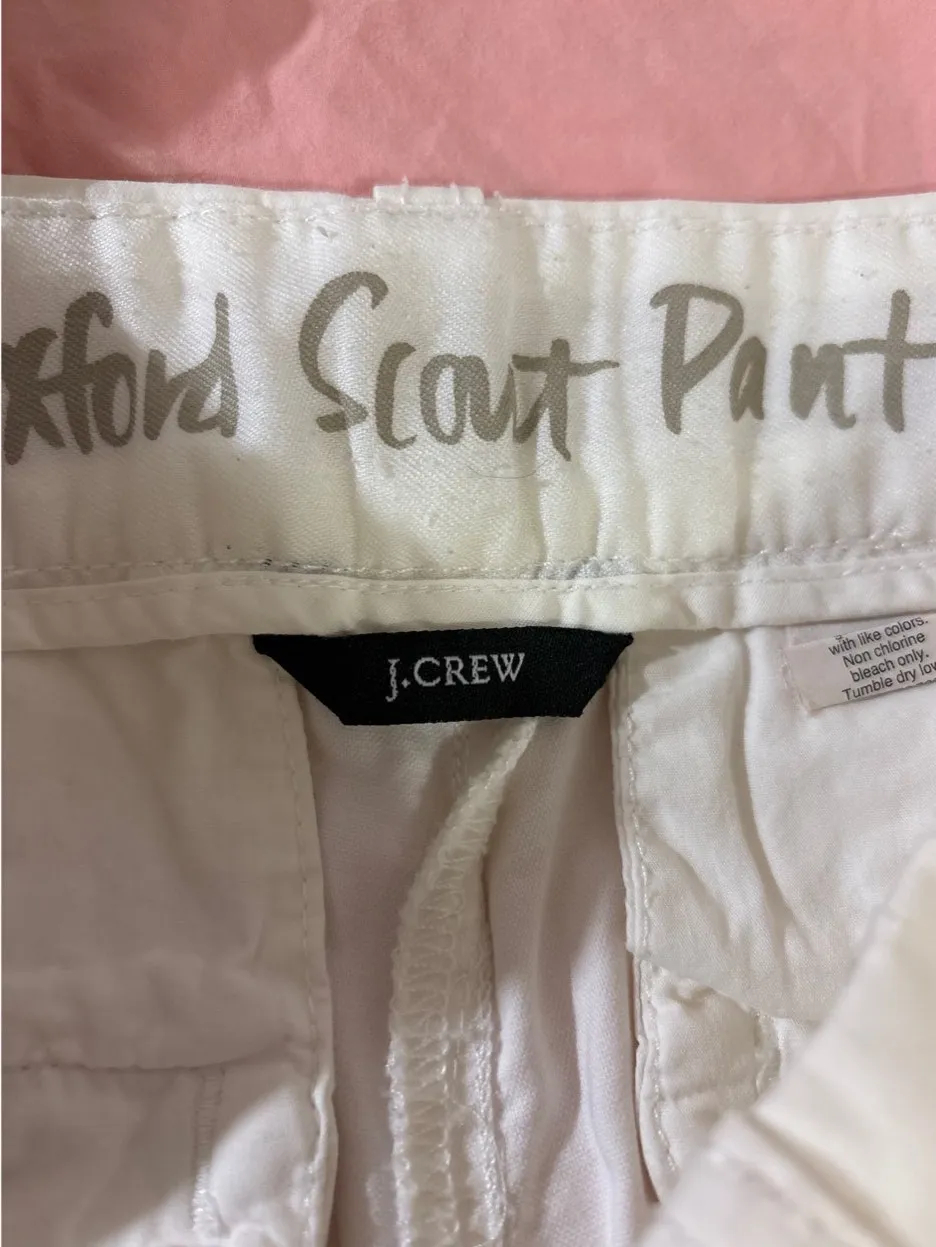 xford Scout Pant
J.CREW
with like colors.
Non chlorine
bleach only.
Tumble dry low